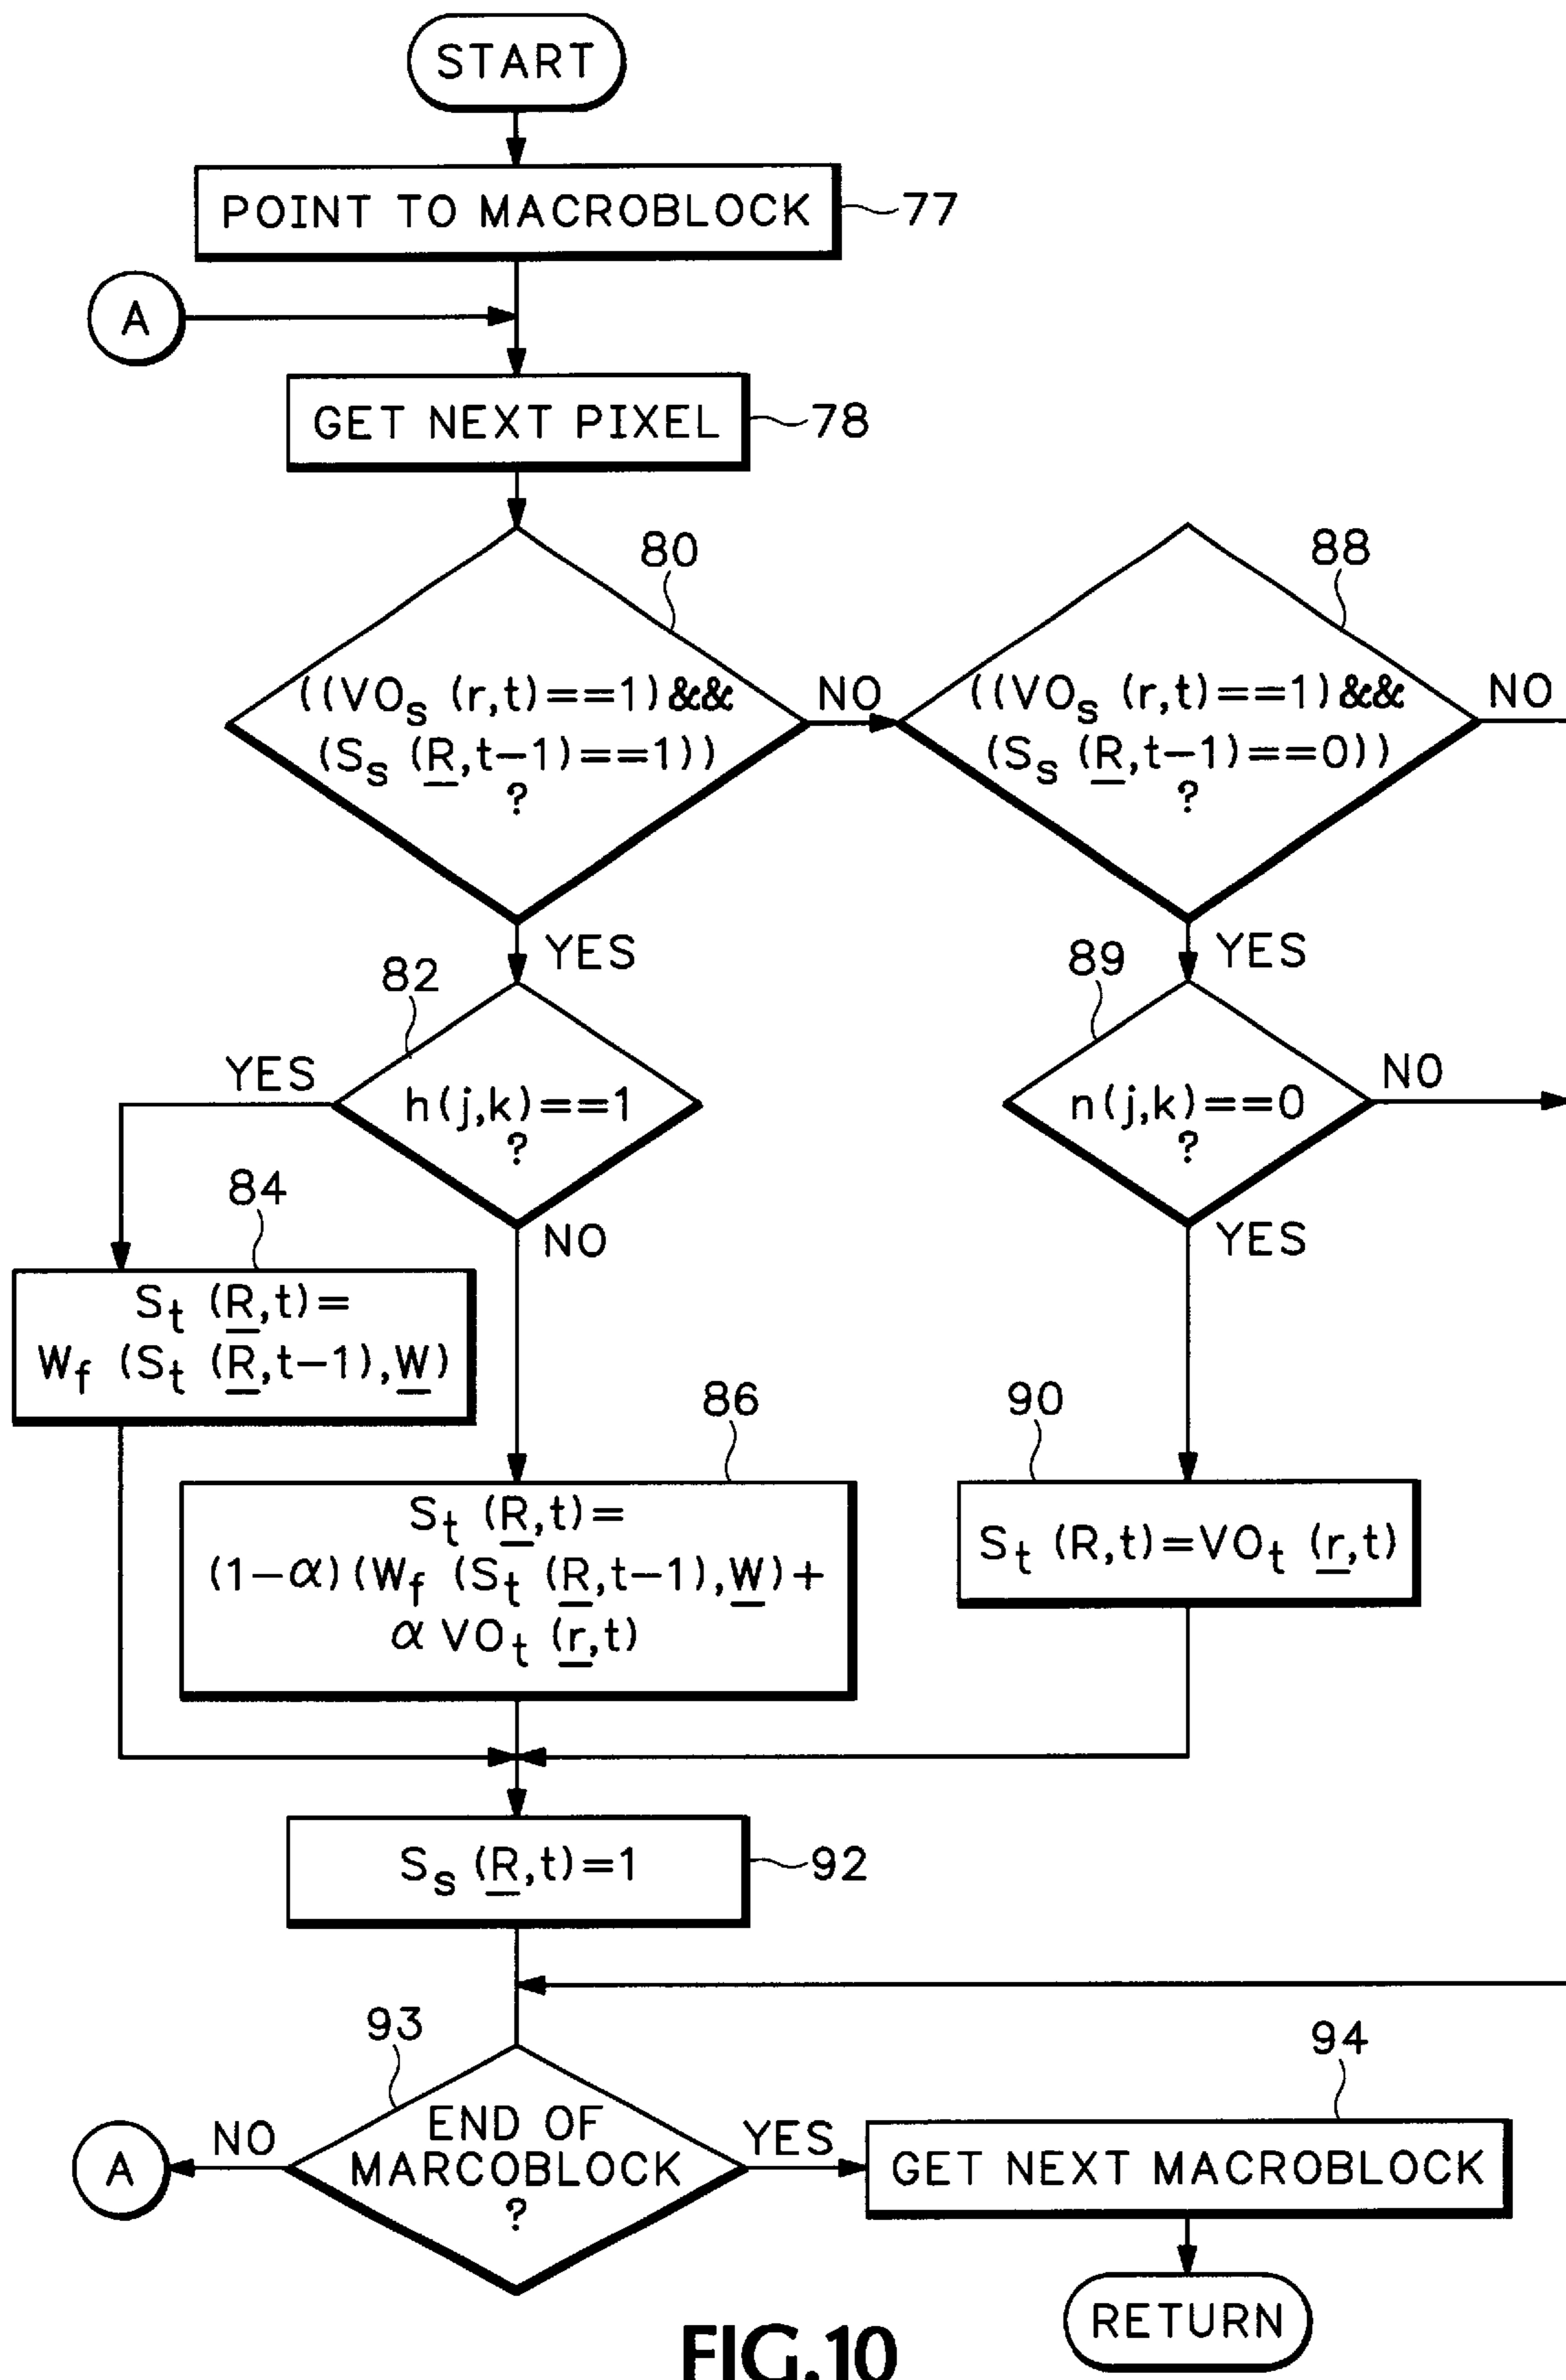 START
POINT TO MACROBLOCK
77
A
GET NEXT PIXEL
78
80
((VOs (r,t)==1)&&
(Ss (R,t-1)==1))
?
NO
88
((VOs (r,t)==1)&&
(Ss (R,t-1)==0))
?
NO
YES
YES
82
h(j,k)==1
?
YES
NO
89
n(j,k)==0
?
NO
YES
84
St (R,t)=
Wf (St (R,t-1),W)
86
St (R,t)=
(1-α)(Wf (St (R,t-1),W)+
α VOt (r,t)
90
St (R,t)=VOt (r,t)
Ss (R,t)=1
92
93
END OF
MARCOBLOCK
?
NO
A
YES
94
GET NEXT MACROBLOCK
RETURN
FIG.10